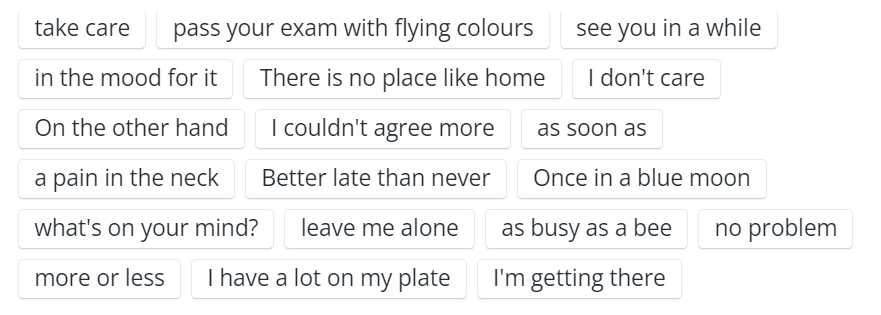 take care pass your exam with flying colours see you in a while
in the mood for it There is no place like home I don't care
On the other hand I couldn't agree more as soon as
a pain in the neck Better late than never Once in a blue moon
what's on your mind? leave me alone as busy as a bee no problem
more or less I have a lot on my plate I'm getting there